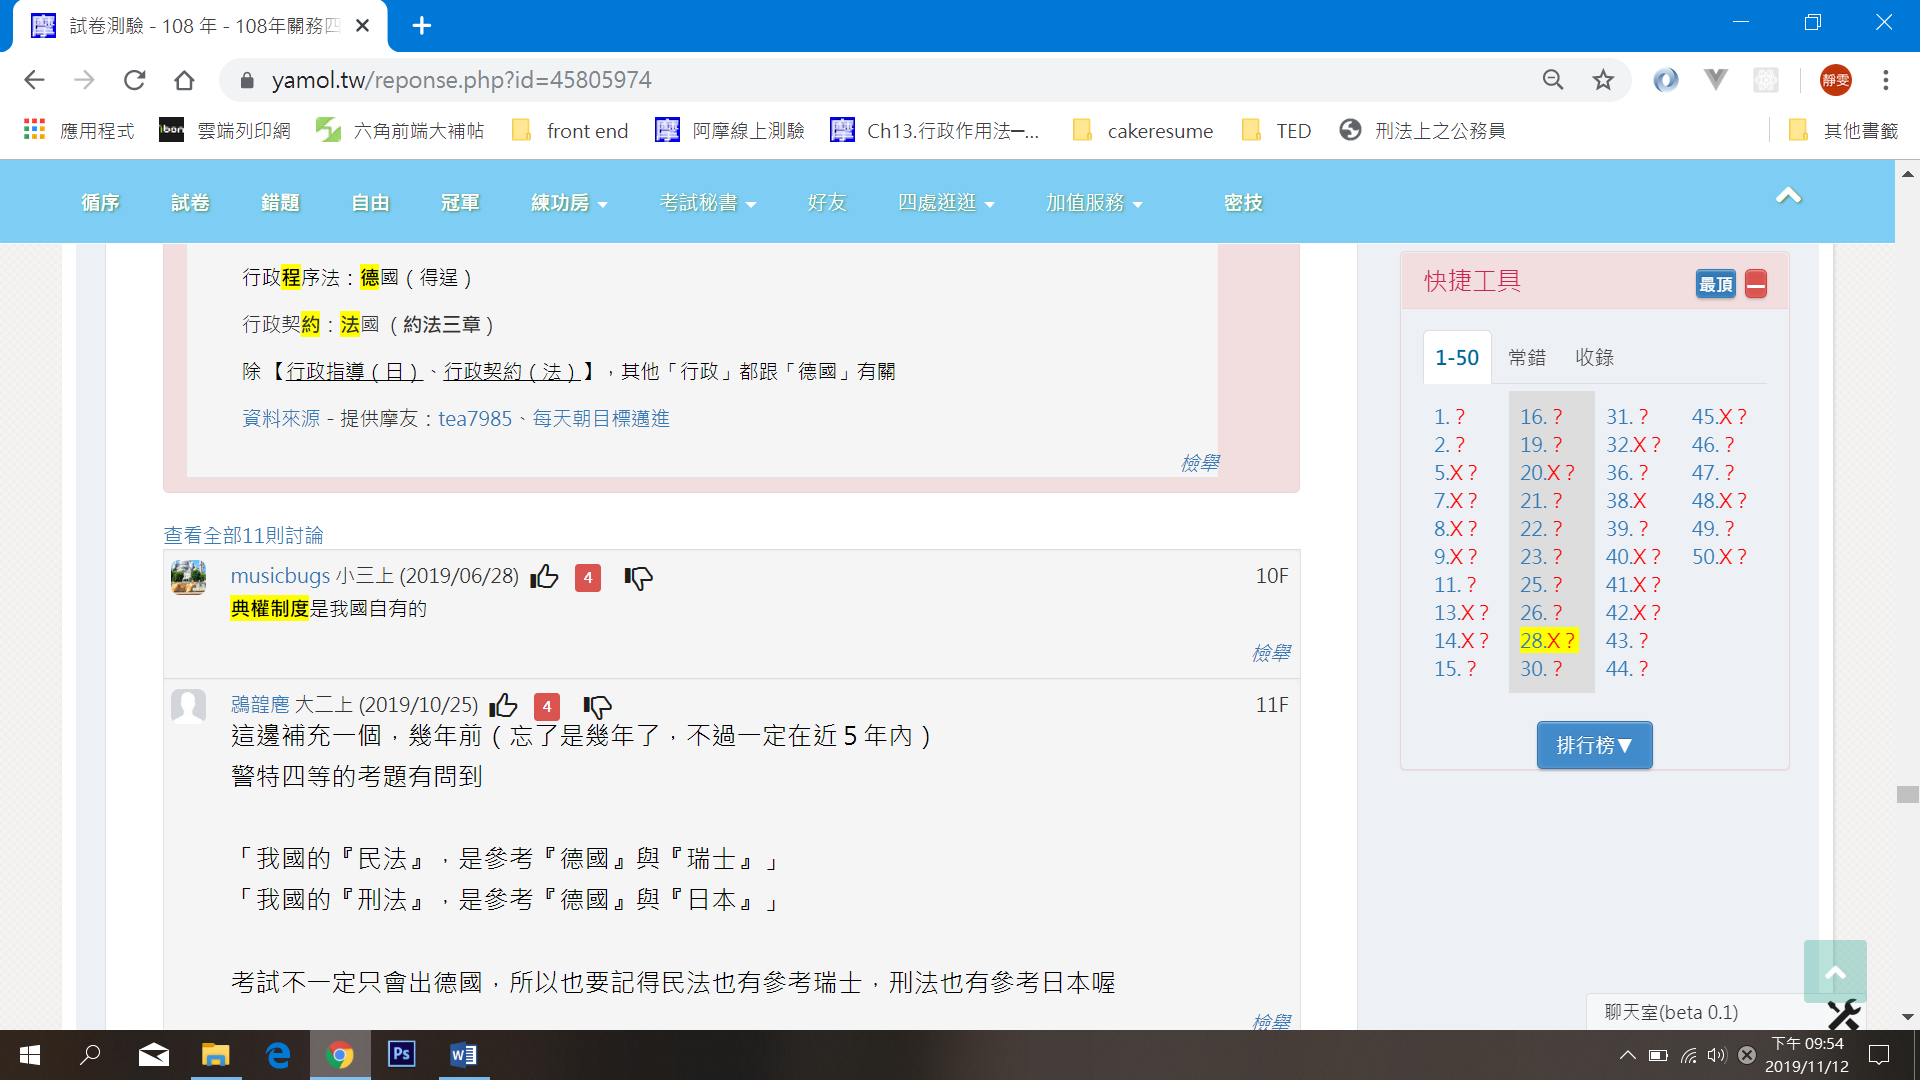 試卷測驗 - 108 年 - 108年關務四
yamol.tw/reponse.php?id=45805974
靜雯
應用程式
ibon 雲端列印網
六角前端大補帖
front end
摩 阿摩線上測驗
摩 Ch13.行政作用法─...
cakeresume
TED
刑法上之公務員
其他書籤
循序 試卷 錯題 自由 冠軍 練功房 考試秘書 好友 四處逛逛 加值服務 密技
行政程序法：德國（得逞）
行政契約：法國（約法三章）
除【行政指導（日）、行政契約（法）】，其他「行政」都跟「德國」有關
資料來源 - 提供摩友：tea7985、每天朝目標邁進
檢舉
查看全部11則討論
musicbugs 小三上 (2019/06/28) 4 10F
典權制度是我國自有的
檢舉
大二上 (2019/10/25) 4 11F
這邊補充一個，幾年前（忘了是幾年了，不過一定在近５年內）
警特四等的考題有問到
「我國的『民法』，是參考『德國』與『瑞士』」
「我國的『刑法』，是參考『德國』與『日本』」
考試不一定只會出德國，所以也要記得民法也有參考瑞士，刑法也有參考日本喔
檢舉
快捷工具 最頂
1-50 常錯 收錄
1. ? 16. ? 31. ? 45.X ?
2. ? 19. ? 32.X ? 46. ?
5.X ? 20.X ? 36. ? 47. ?
7.X ? 21. ? 38.X 48.X ?
8.X ? 22. ? 39. ? 49. ?
9.X ? 23. ? 40.X ? 50.X ?
11. ? 25. ? 41.X ?
13.X ? 26. ? 42.X ?
14.X ? 28.X ? 43. ?
15. ? 30. ? 44. ?
排行榜▼
聊天室(beta 0.1)
Ps
下午 09:54
2019/11/12